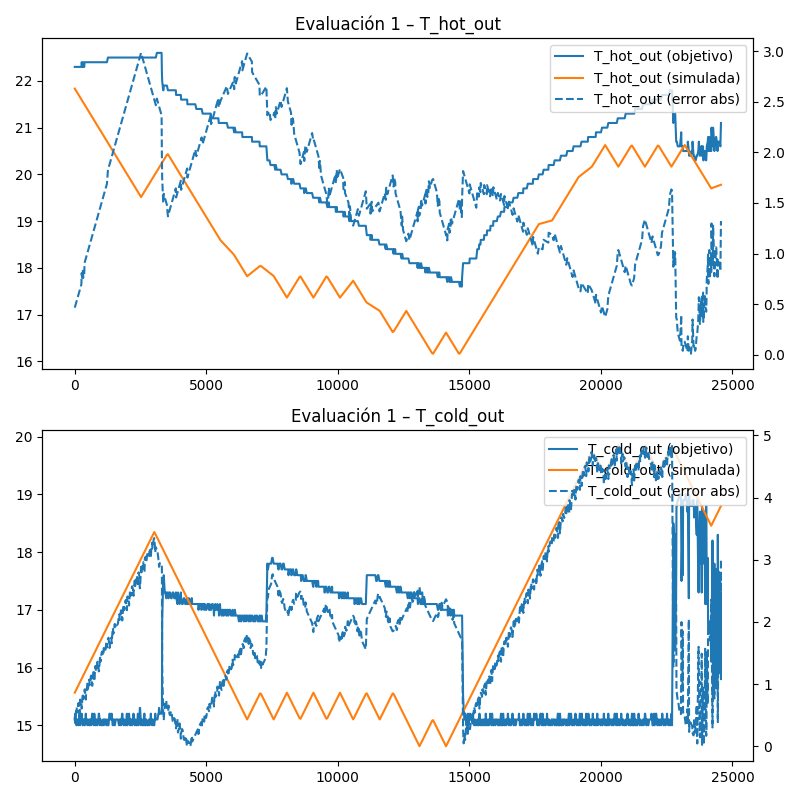 Evaluación 1 – T_hot_out
T_hot_out (objetivo)
T_hot_out (simulada)
T_hot_out (error abs)
22
21
20
19
18
17
16
3.0
2.5
2.0
1.5
1.0
0.5
0.0
0 5000 10000 15000 20000 25000
Evaluación 1 – T_cold_out
T_cold_out (objetivo)
T_cold_out (simulada)
T_cold_out (error abs)
20
19
18
17
16
15
5
4
3
2
1
0
0 5000 10000 15000 20000 25000